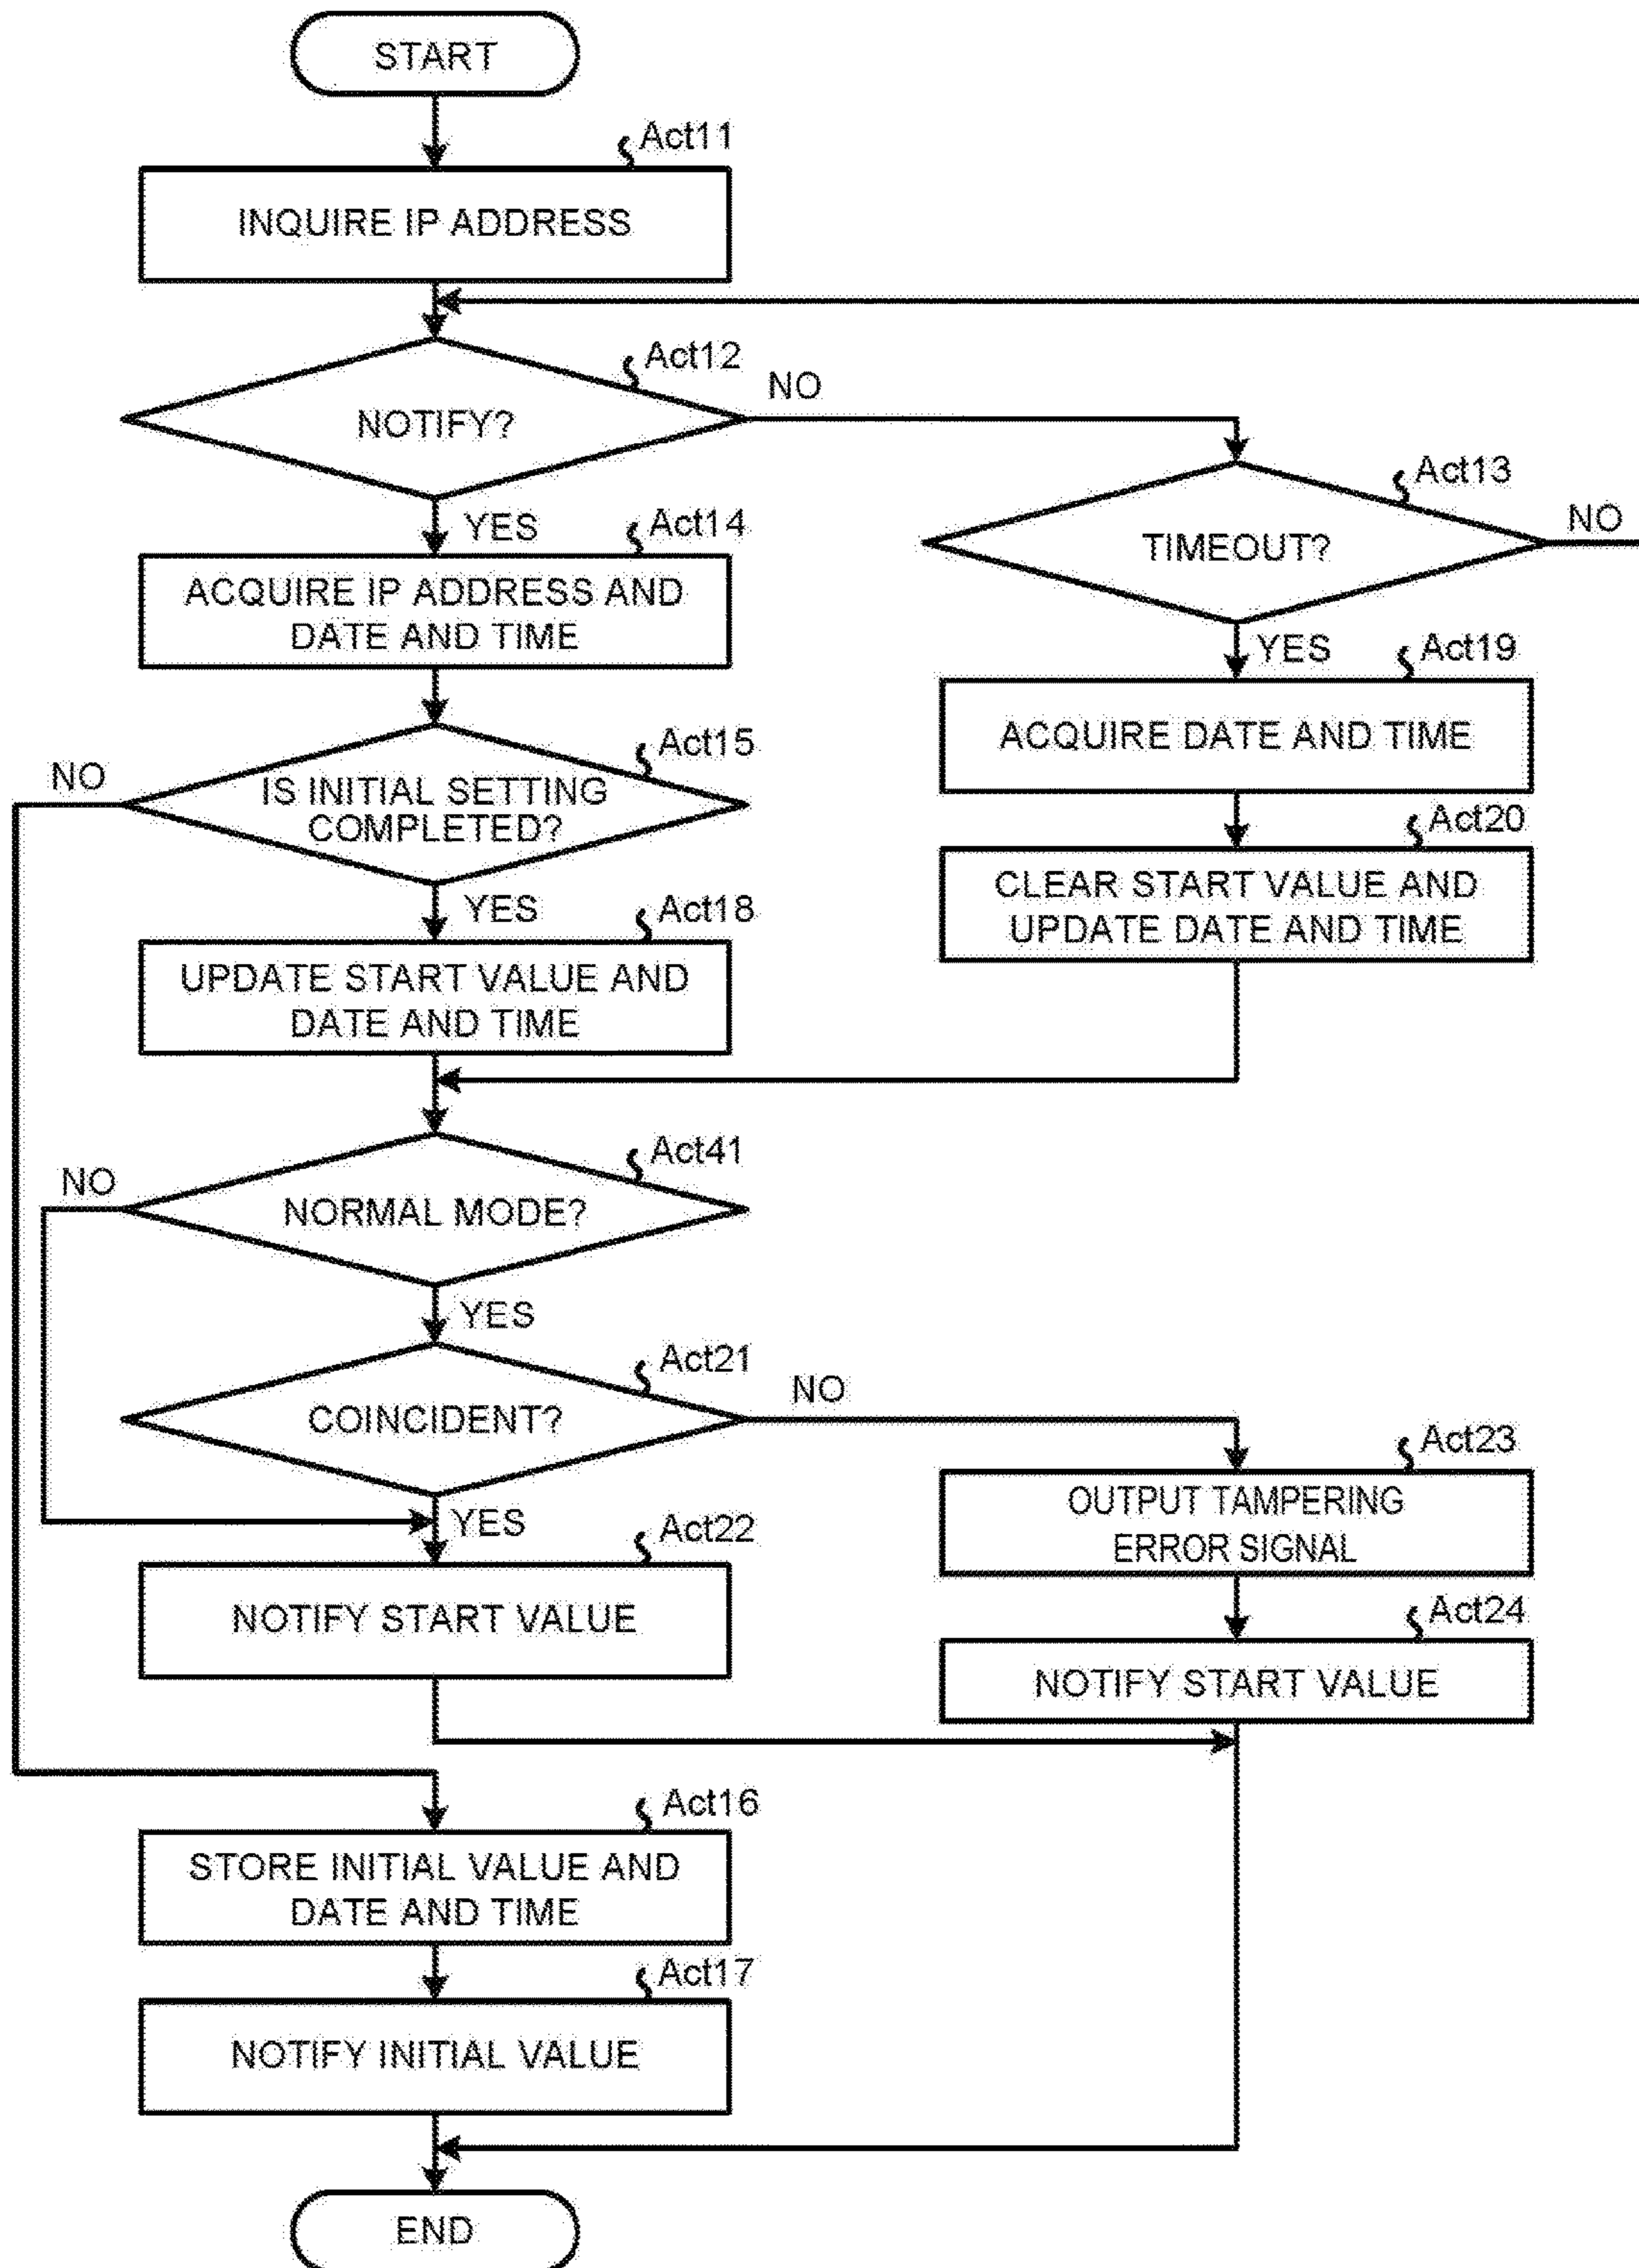 START
Act11
INQUIRE IP ADDRESS
Act12
NO
NOTIFY?
Act13
NO
TIMEOUT?
YES
Act14
ACQUIRE IP ADDRESS AND
DATE AND TIME
YES
Act19
ACQUIRE DATE AND TIME
Act15
NO
IS INITIAL SETTING
COMPLETED?
Act20
CLEAR START VALUE AND
UPDATE DATE AND TIME
YES
Act18
UPDATE START VALUE AND
DATE AND TIME
Act41
NO
NORMAL MODE?
YES
Act21
NO
COINCIDENT?
Act23
OUTPUT TAMPERING
ERROR SIGNAL
YES
Act22
NOTIFY START VALUE
Act24
NOTIFY START VALUE
Act16
STORE INITIAL VALUE AND
DATE AND TIME
Act17
NOTIFY INITIAL VALUE
END